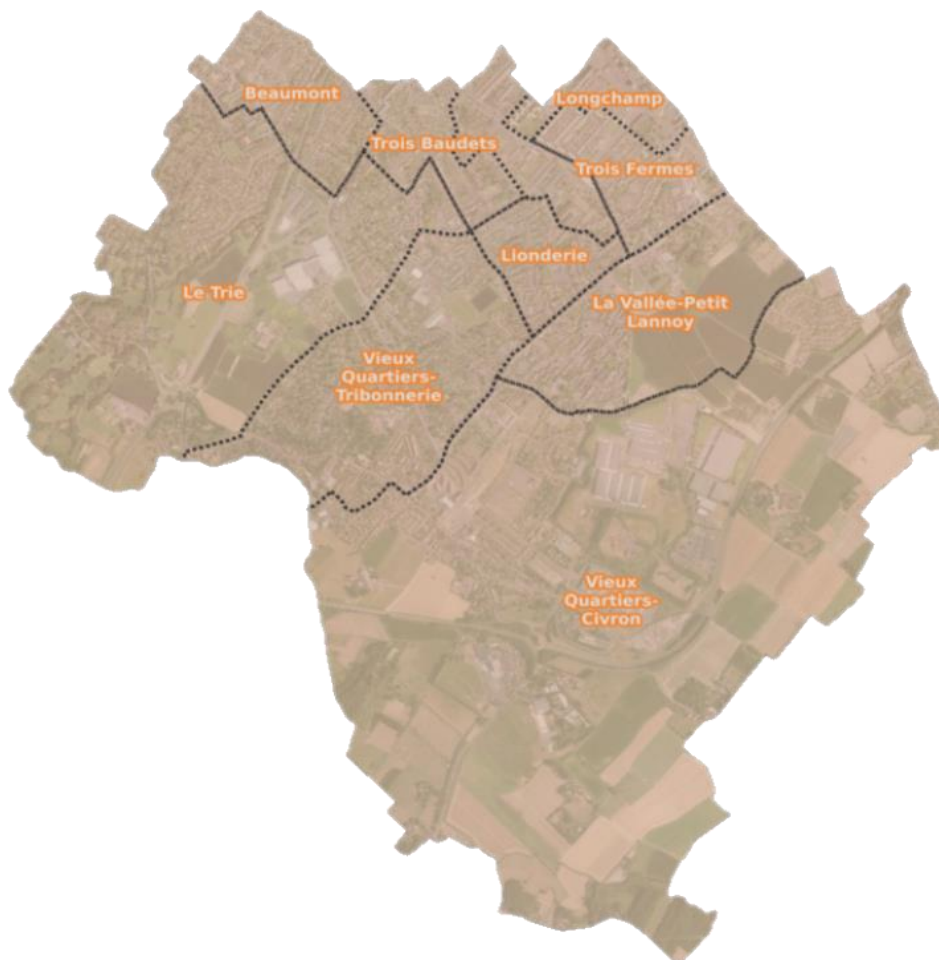 Beaumont
Longchamp
Trois Baudets
Trois Fermes
Lionderie
Le Trie
La Vallée-Petit
Lannoy
Vieux
Quartiers-
Tribonnerie
Vieux
Quartiers-
Civron